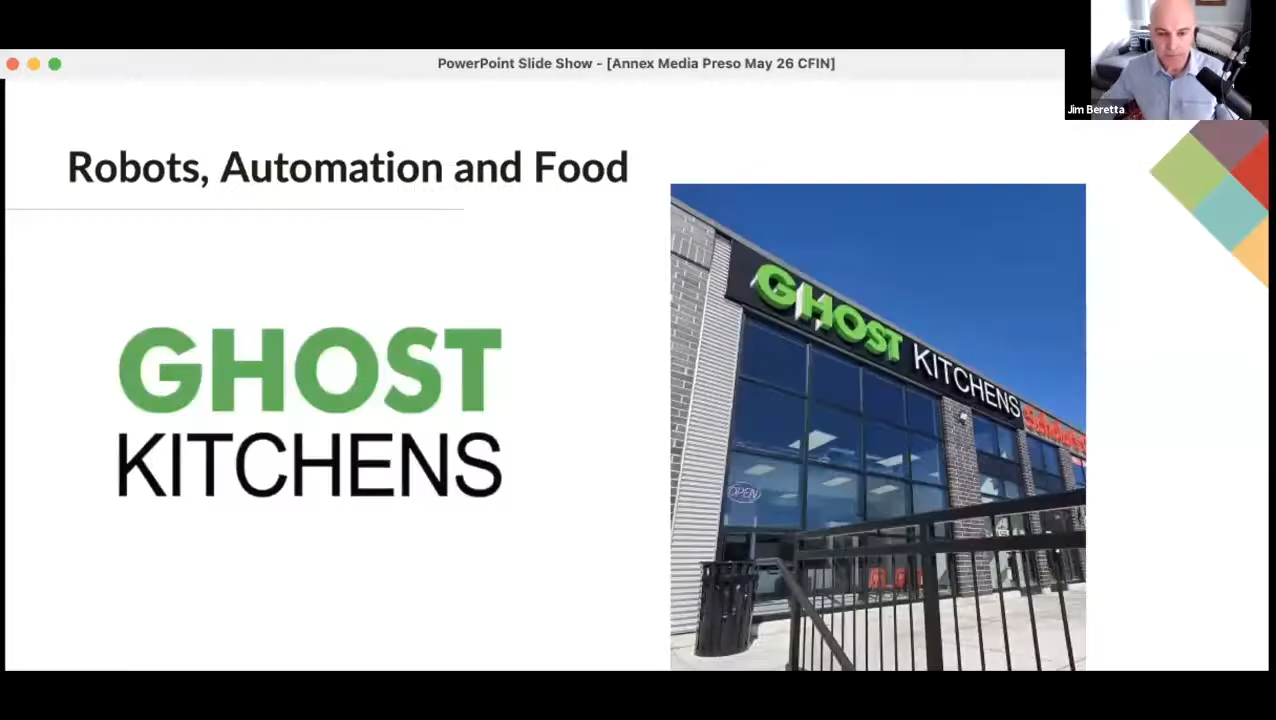 PowerPoint Slide Show - [Annex Media Preso May 26 CFIN]
Jim Beretta
Robots, Automation and Food
GHOST
KITCHENS
GHOST KITCHENS
OPEN